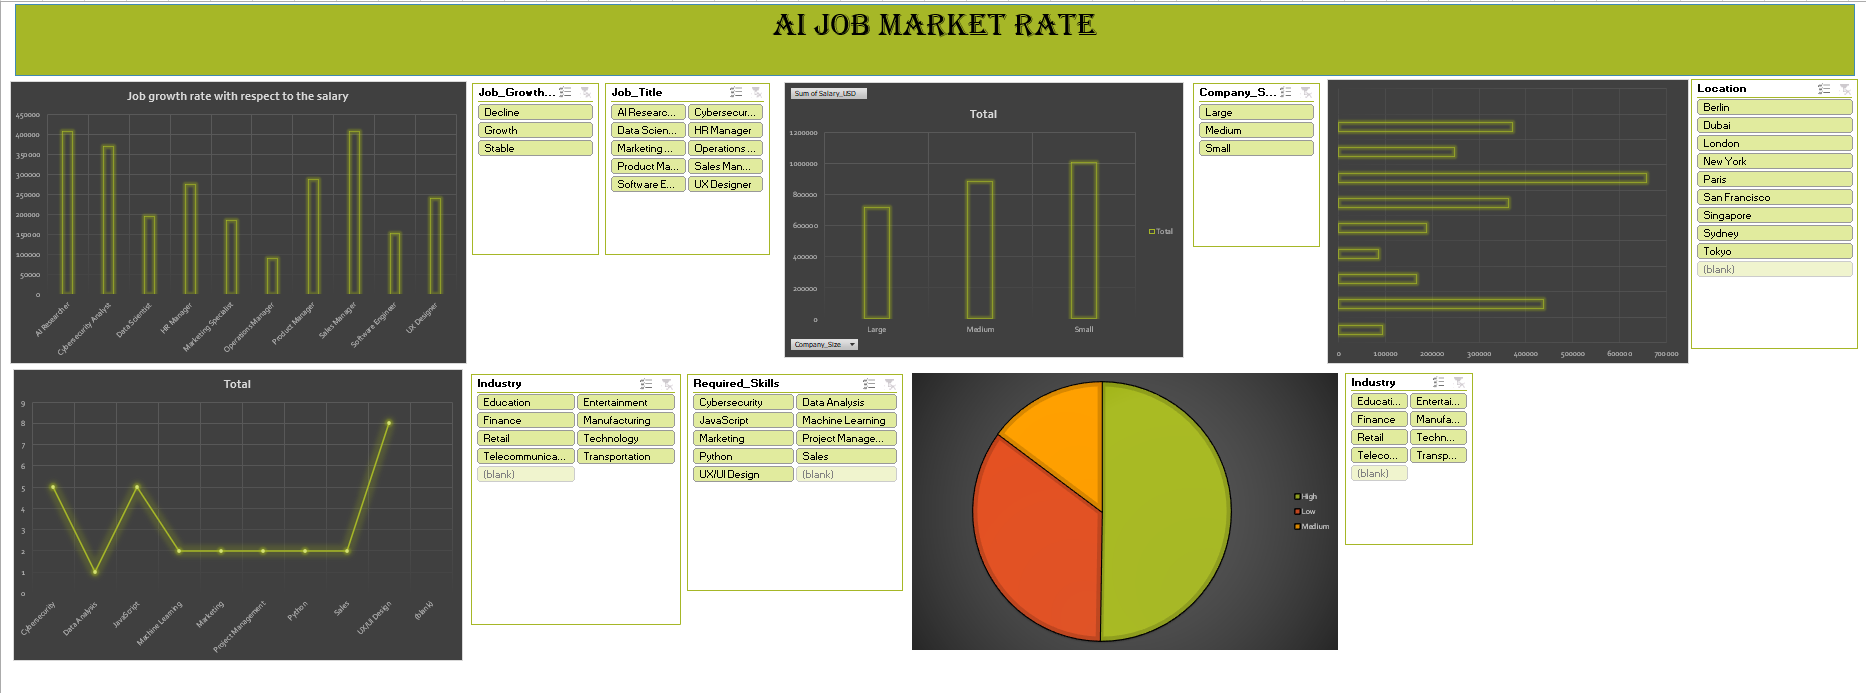 AI JOB MARKET RATE
Job growth rate with respect to the salary
450000
400000
350000
300000
250000
200000
150000
100000
50000
0
AI Researcher
Cybersecurity Analyst
Data Scientist
HR Manager
Marketing Specialist
Operations Manager
Product Manager
Sales Manager
Software Engineer
UX Designer
Job_Growth...
Decline
Growth
Stable
Job_Title
AI Researc... Cybersecur...
Data Scien... HR Manager
Marketing ... Operations ...
Product Ma... Sales Man...
Software E... UX Designer
Sum of Salary_USD
Total
1200000
1000000
800000
600000
400000
200000
0
Large Medium Small
Total
Company_Size
Company_S...
Large
Medium
Small
0 100000 200000 300000 400000 500000 600000 700000
Location
Berlin
Dubai
London
New York
Paris
San Francisco
Singapore
Sydney
Tokyo
(blank)
Total
9
8
7
6
5
4
3
2
1
0
Cybersecurity
Data Analysis
JavaScript
Machine Learning
Marketing
Project Management
Python
Sales
UX/UI Design
(blank)
Industry
Education Entertainment
Finance Manufacturing
Retail Technology
Telecommunica... Transportation
(blank)
Required_Skills
Cybersecurity Data Analysis
JavaScript Machine Learning
Marketing Project Manage...
Python Sales
UX/UI Design (blank)
High
Low
Medium
Industry
Educati... Entertai...
Finance Manufa...
Retail Techn...
Teleco... Transp...
(blank)